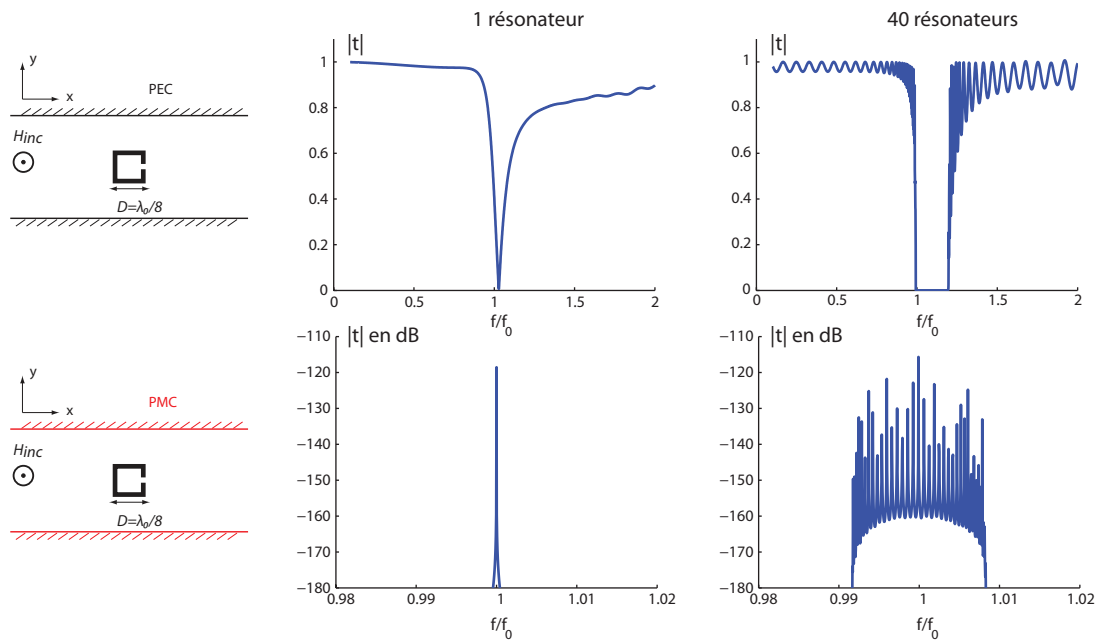 1 résonateur
40 résonateurs
y
x
PEC
Hinc
D=λ₀/8
|t|
1
0.8
0.6
0.4
0.2
0
0 0.5 1 1.5 2
f/f₀
|t|
1
0.8
0.6
0.4
0.2
0
0 0.5 1 1.5 2
f/f₀
y
x
PMC
Hinc
D=λ₀/8
|t| en dB
−110
−120
−130
−140
−150
−160
−170
−180
0.98 0.99 1 1.01 1.02
f/f₀
|t| en dB
−110
−120
−130
−140
−150
−160
−170
−180
0.98 0.99 1 1.01 1.02
f/f₀